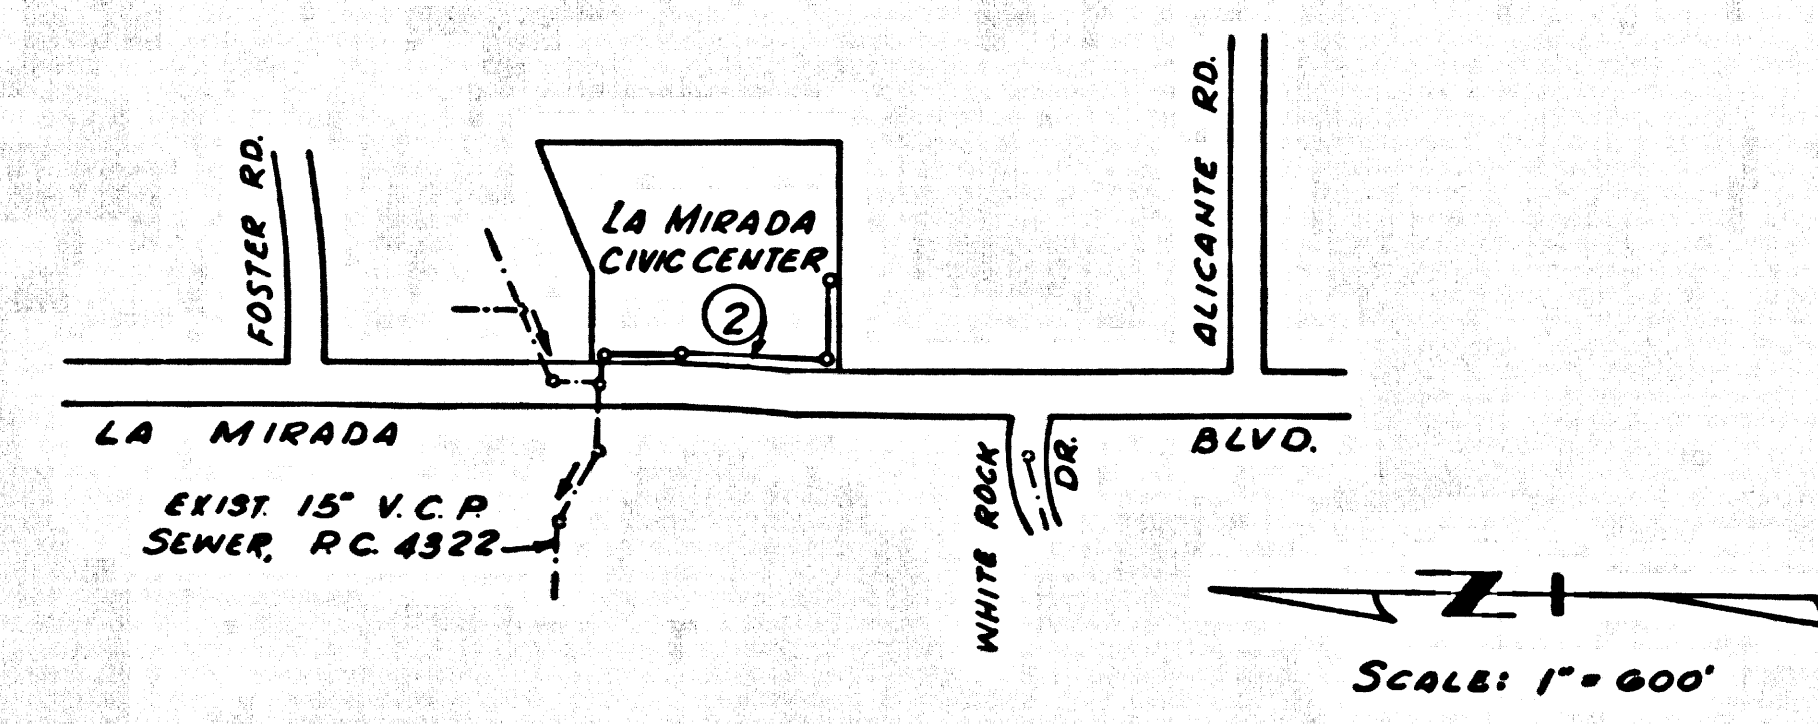 FOSTER RD.
LA MIRADA
CIVIC CENTER
2
ALICANTE RD.
LA MIRADA BLVD.
EXIST. 15" V.C.P.
SEWER, P.C. 4322
WHITE ROCK
DR.
N
SCALE: 1" = 600'